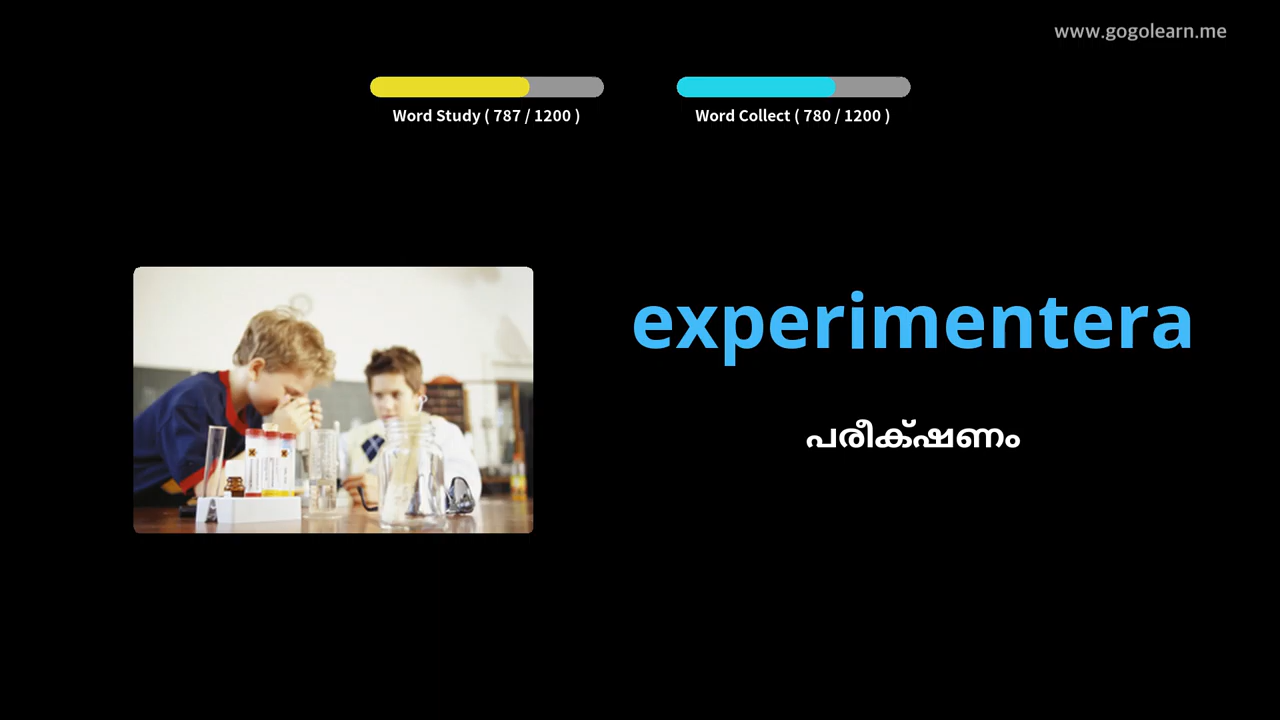 www.gogolearn.me
Word Study ( 787 / 1200 )
Word Collect ( 780 / 1200 )
experimentera
പരീക്ഷണം